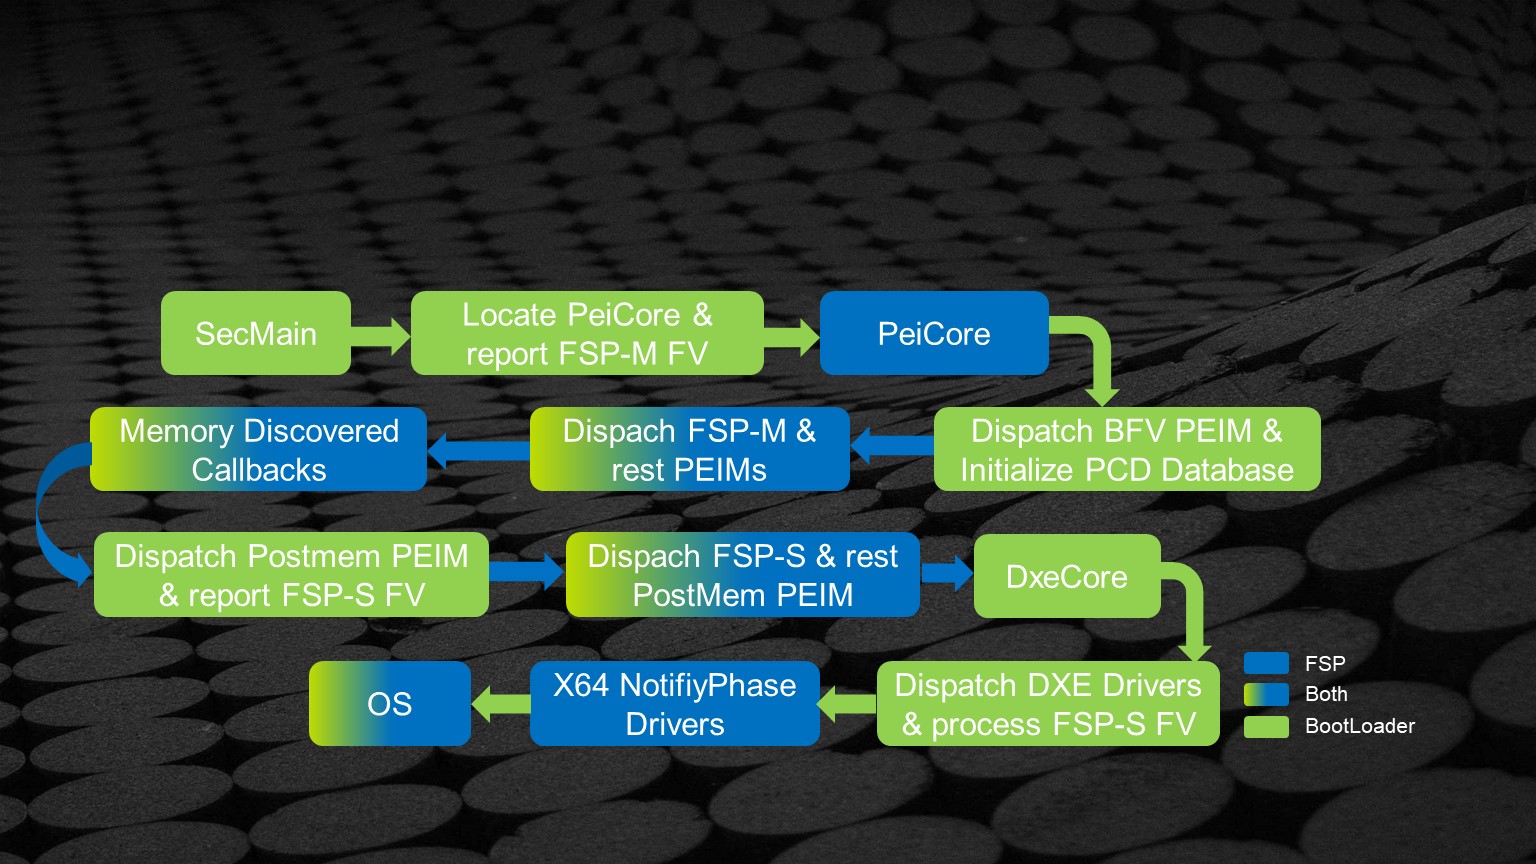 SecMain
Locate PeiCore &
report FSP-M FV
PeiCore
Dispatch BFV PEIM &
Initialize PCD Database
Dispach FSP-M &
rest PEIMs
Memory Discovered
Callbacks
Dispatch Postmem PEIM
& report FSP-S FV
Dispach FSP-S & rest
PostMem PEIM
DxeCore
Dispatch DXE Drivers
& process FSP-S FV
X64 NotifiyPhase
Drivers
OS
FSP
Both
BootLoader